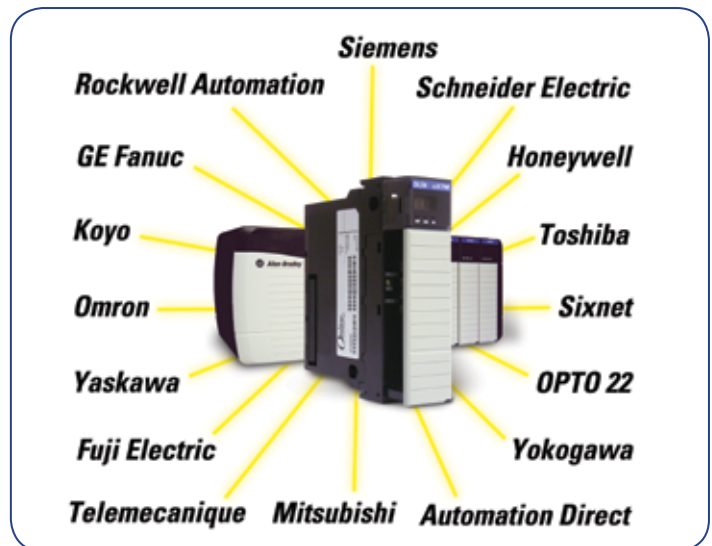 Siemens
Rockwell Automation
Schneider Electric
GE Fanuc
Honeywell
Koyo
Toshiba
Allen-Bradley
Omron
Sixnet
Yaskawa
OPTO 22
Fuji Electric
Yokogawa
Telemecanique
Mitsubishi
Automation Direct